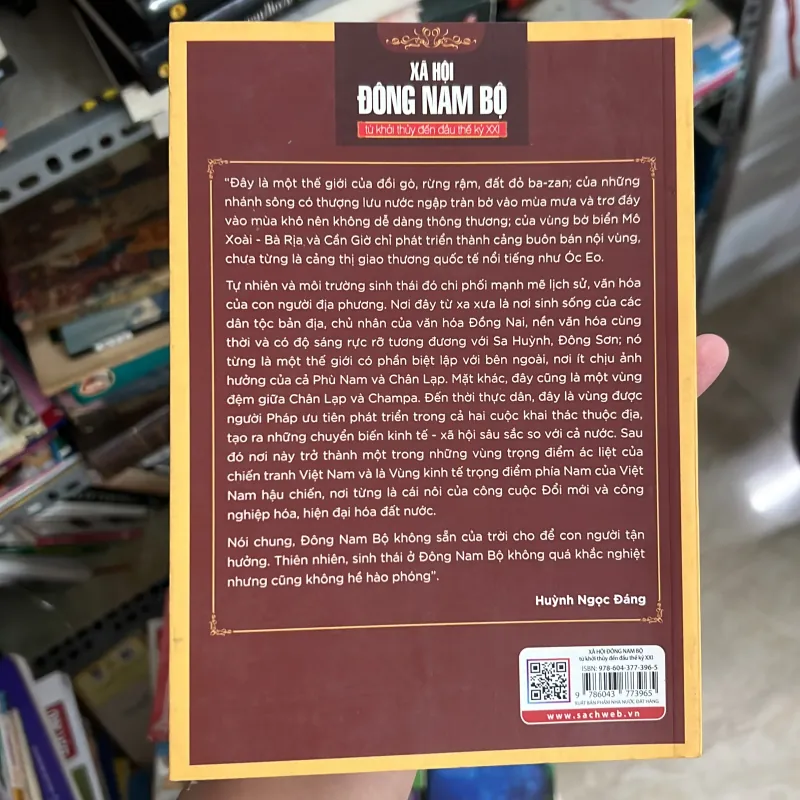 XÃ HỘI
ĐÔNG NAM BỘ
từ khởi thủy đến đầu thế kỷ XXI
"Đây là một thế giới của đồi gò, rừng rậm, đất đỏ ba-zan; của những
nhánh sông có thượng lưu nước ngập tràn bờ vào mùa mưa và trơ đáy
vào mùa khô nên không dễ dàng thông thương; của vùng bờ biển Mô
Xoài - Bà Rịa và Cần Giờ chỉ phát triển thành cảng buôn bán nội vùng,
chưa từng là cảng thị giao thương quốc tế nổi tiếng như Óc Eo.
Tự nhiên và môi trường sinh thái đó chi phối mạnh mẽ lịch sử, văn hóa
của con người địa phương. Nơi đây từ xa xưa là nơi sinh sống của các
dân tộc bản địa, chủ nhân của văn hóa Đồng Nai, nền văn hóa cùng
thời và có độ sáng rực rỡ tương đương với Sa Huỳnh, Đông Sơn; nó
từng là một thế giới có phần biệt lập với bên ngoài, nơi ít chịu ảnh
hưởng của cả Phù Nam và Chân Lạp. Mặt khác, đây cũng là một vùng
đệm giữa Chân Lạp và Champa. Đến thời thực dân, đây là vùng được
người Pháp ưu tiên phát triển trong cả hai cuộc khai thác thuộc địa,
tạo ra những chuyển biến kinh tế - xã hội sâu sắc so với cả nước. Sau
đó nơi này trở thành một trong những vùng trọng điểm ác liệt của
chiến tranh Việt Nam và là Vùng kinh tế trọng điểm phía Nam của Việt
Nam hậu chiến, nơi từng là cái nôi của công cuộc Đổi mới và công
nghiệp hóa, hiện đại hóa đất nước.
Nói chung, Đông Nam Bộ không sẵn của trời cho để con người tận
hưởng. Thiên nhiên, sinh thái ở Đông Nam Bộ không quá khắc nghiệt
nhưng cũng không hề hào phóng".
Huỳnh Ngọc Đáng
XÃ HỘI ĐÔNG NAM BỘ
từ khởi thủy đến đầu thế kỷ XXI
ISBN: 978-604-377-396-5
9 786043 773965
XUẤT BẢN PHẨM NHÀ NƯỚC ĐẶT HÀNG
www.sachweb.vn